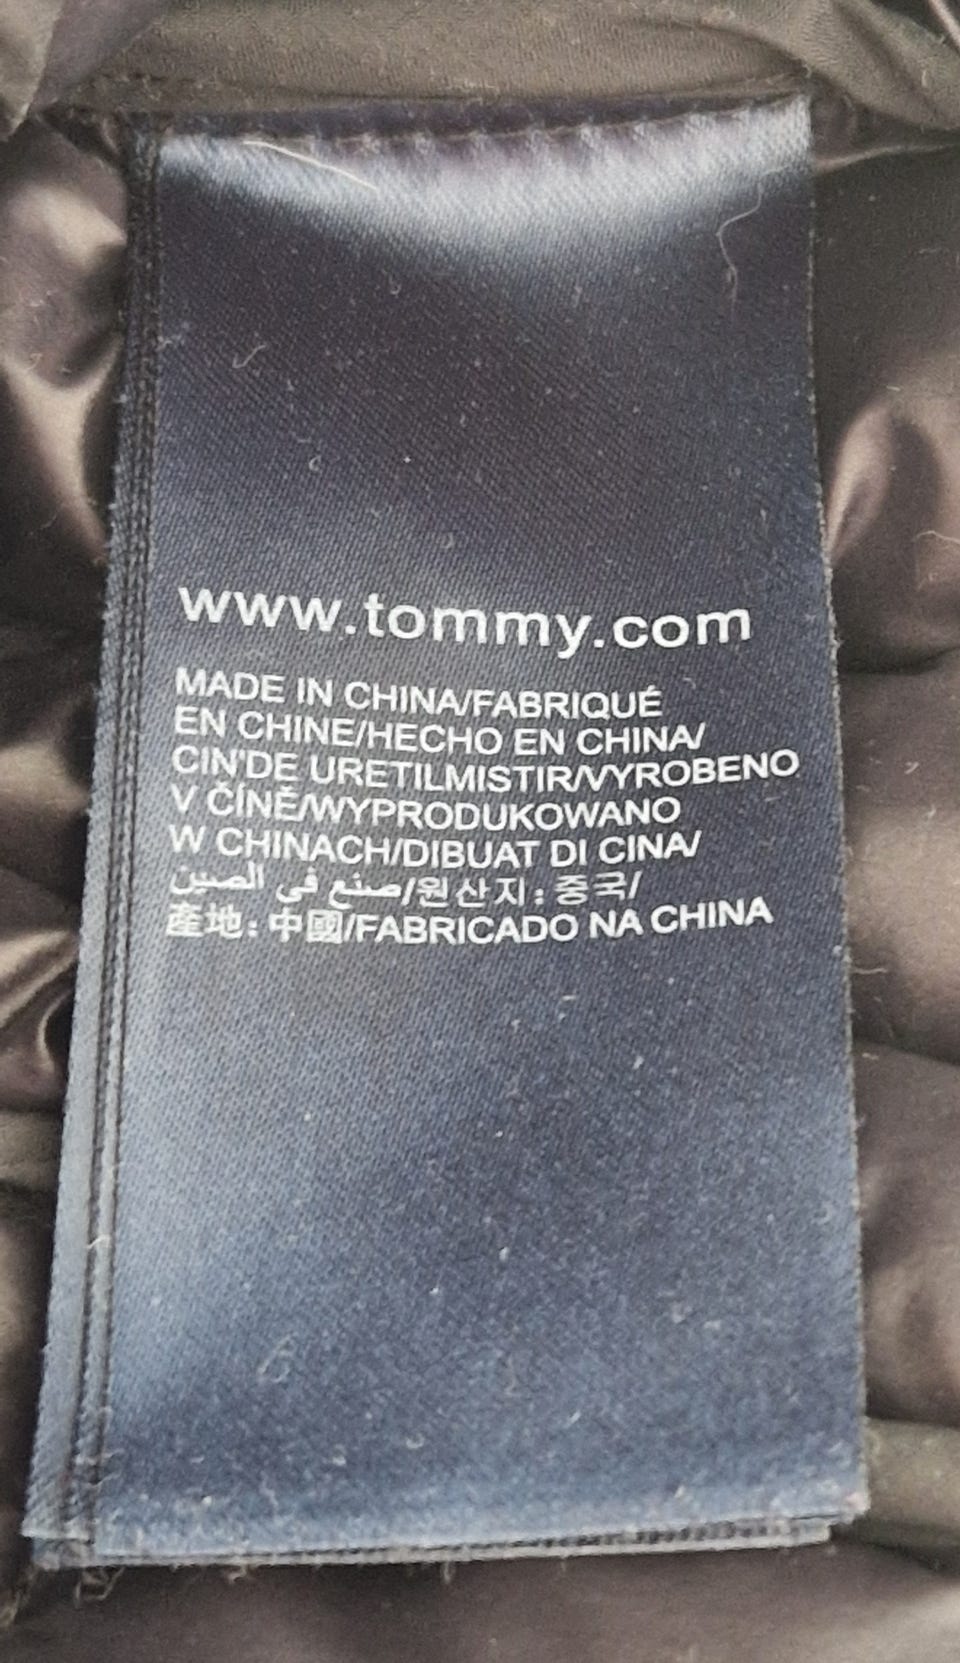 www.tommy.com
MADE IN CHINA/FABRIQUÉ
EN CHINE/HECHO EN CHINA/
CIN'DE URETILMISTIR/VYROBENO
V ČÍNĚ/WYPRODUKOWANO
W CHINACH/DIBUAT DI CINA/
صنع في الصين/원산지: 중국/
產地: 中國/FABRICADO NA CHINA